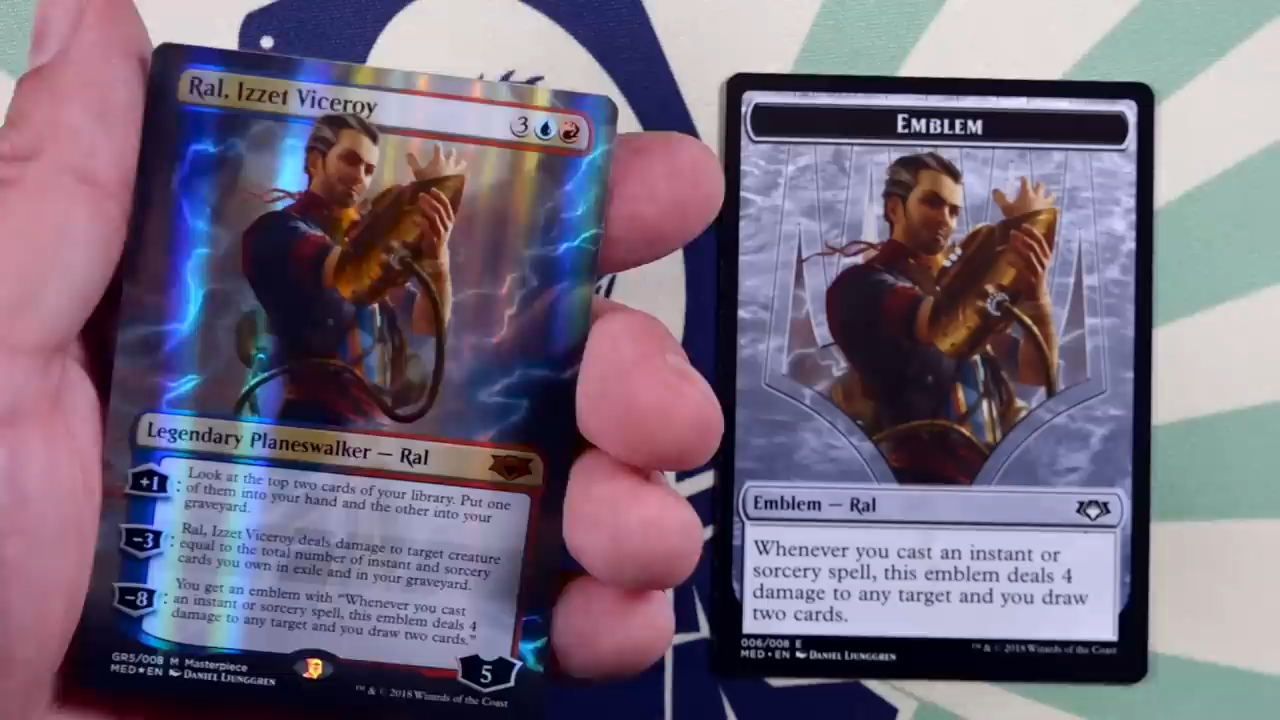 Ral, Izzet Viceroy
3
Legendary Planeswalker — Ral
+1 : Look at the top two cards of your library. Put one
of them into your hand and the other into your
graveyard.
-3 : Ral, Izzet Viceroy deals damage to target creature
equal to the total number of instant and sorcery
cards you own in exile and in your graveyard.
-8 : You get an emblem with "Whenever you cast
an instant or sorcery spell, this emblem deals 4
damage to any target and you draw two cards."
GR5/008 M Masterpiece
MED★EN DANIEL LJUNGGREN
™ & © 2018 Wizards of the Coast
5
EMBLEM
Emblem — Ral
Whenever you cast an instant or
sorcery spell, this emblem deals 4
damage to any target and you draw
two cards.
006/008 E
MED • EN DANIEL LJUNGGREN
™ & © 2018 Wizards of the Coast